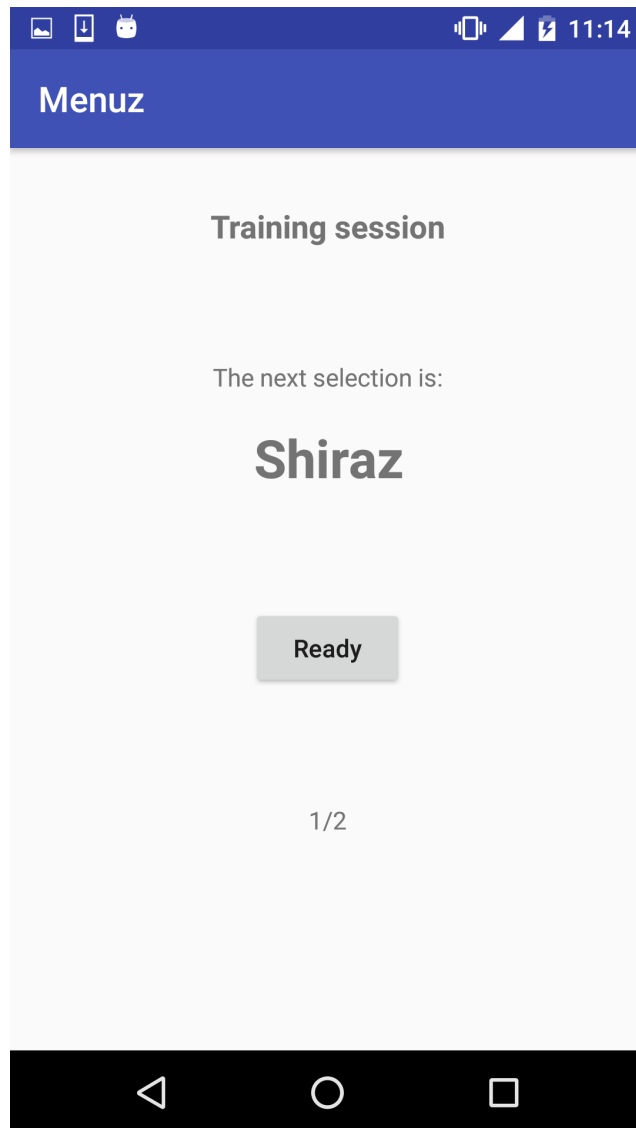 11:14
Menuz
Training session
The next selection is:
Shiraz
Ready
1/2